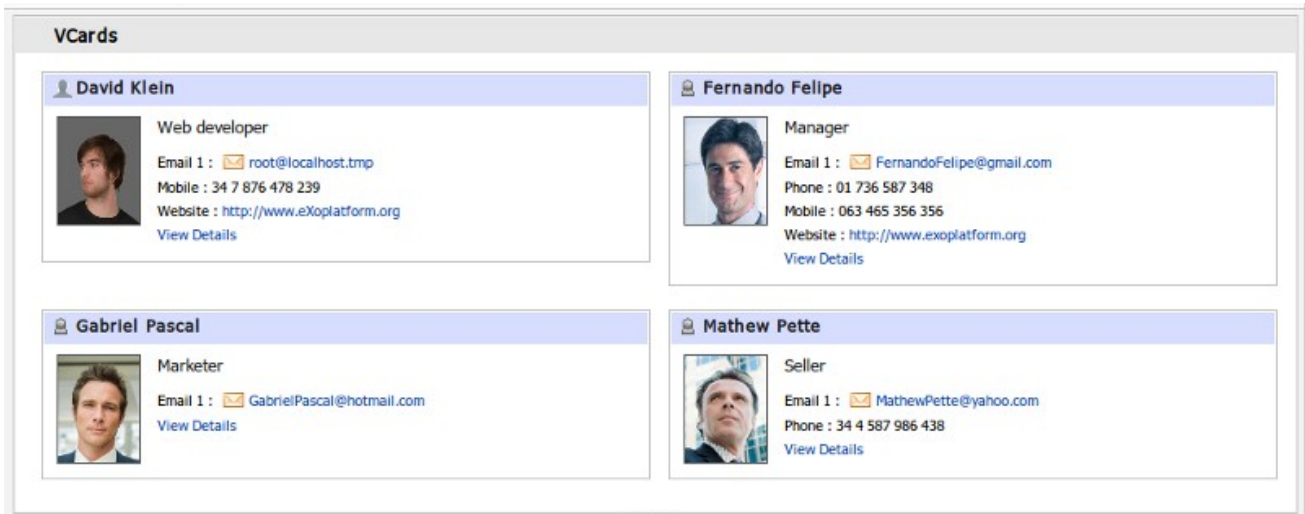 VCards
David Klein
Web developer
Email 1 : root@localhost.tmp
Mobile : 34 7 876 478 239
Website : http://www.eXoplatform.org
View Details
Fernando Felipe
Manager
Email 1 : FernandoFelipe@gmail.com
Phone : 01 736 587 348
Mobile : 063 465 356 356
Website : http://www.exoplatform.org
View Details
Gabriel Pascal
Marketer
Email 1 : GabrielPascal@hotmail.com
View Details
Mathew Pette
Seller
Email 1 : MathewPette@yahoo.com
Phone : 34 4 587 986 438
View Details